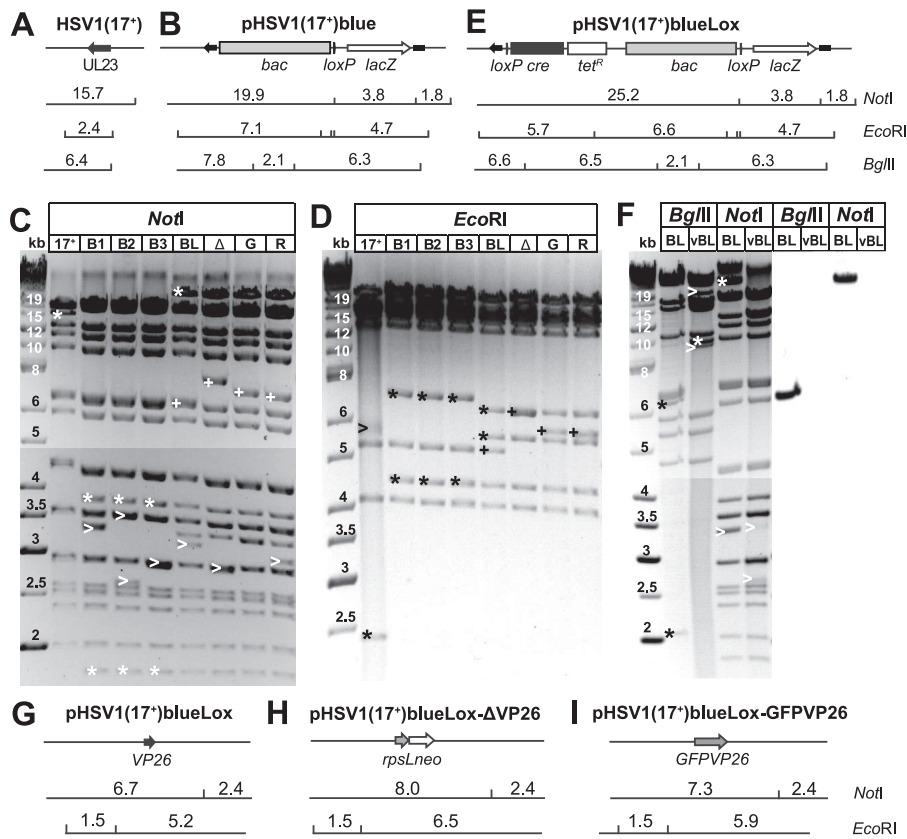 A HSV1(17⁺) B pHSV1(17⁺)blue E pHSV1(17⁺)blueLox
UL23 bac loxP lacZ loxP cre tetᴿ bac loxP lacZ
15.7 19.9 3.8 1.8 25.2 3.8 1.8 NotI
2.4 7.1 4.7 5.7 6.6 4.7 EcoRI
6.4 7.8 2.1 6.3 6.6 6.5 2.1 6.3 BglII
C NotI
kb 17⁺ B1 B2 B3 BL Δ G R
19
15
12
10
8
6
5
4
3.5
3
2.5
2
* * + + + + * * * > > > > > > > * * *
D EcoRI
kb 17⁺ B1 B2 B3 BL Δ G R
19
15
12
10
8
6
5
4
3.5
3
2.5
* * * * + > * + + + * * * *
F BglII NotI BglII NotI
kb BL vBL BL vBL BL vBL BL vBL
19
15
12
10
8
6
5
4
3.5
3
2,5
2
* > * > * > > > *
G pHSV1(17⁺)blueLox H pHSV1(17⁺)blueLox-ΔVP26 I pHSV1(17⁺)blueLox-GFPVP26
VP26 rpsLneo GFPVP26
6.7 2.4 8.0 2.4 7.3 2.4 NotI
1.5 5.2 1.5 6.5 1.5 5.9 EcoRI